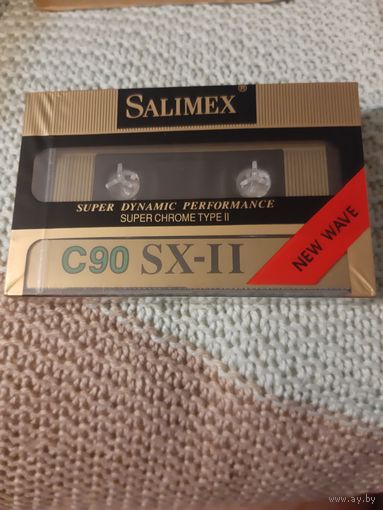 SALIMEX®
SUPER DYNAMIC PERFORMANCE
SUPER CHROME TYPE II
C90 SX-II
NEW WAVE
www.ay.by